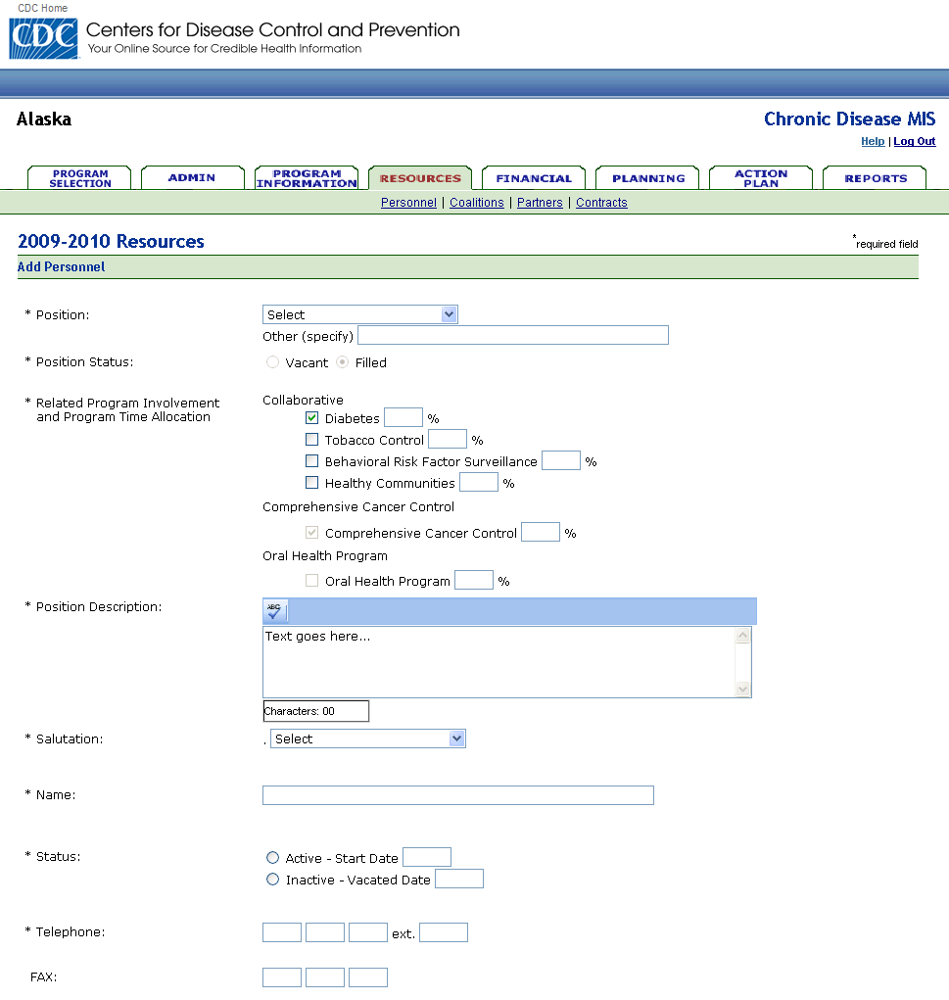 CDC Home
CDC Centers for Disease Control and Prevention
Your Online Source for Credible Health Information
Alaska Chronic Disease MIS
Help | Log Out
PROGRAM SELECTION ADMIN PROGRAM INFORMATION RESOURCES FINANCIAL PLANNING ACTION PLAN REPORTS
Personnel | Coalitions | Partners | Contracts
2009-2010 Resources *required field
Add Personnel
* Position: Select
Other (specify)
* Position Status: Vacant Filled
* Related Program Involvement and Program Time Allocation
Collaborative
Diabetes %
Tobacco Control %
Behavioral Risk Factor Surveillance %
Healthy Communities %
Comprehensive Cancer Control
Comprehensive Cancer Control %
Oral Health Program
Oral Health Program %
* Position Description: ABC
Text goes here...
Characters: 00
* Salutation: . Select
* Name:
* Status: Active - Start Date
Inactive - Vacated Date
* Telephone: ext.
FAX: